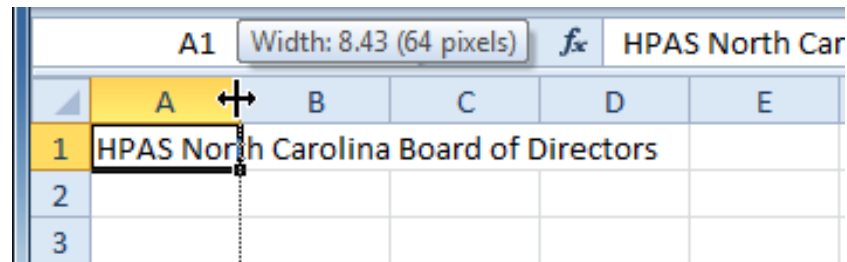 A1 Width: 8.43 (64 pixels) fx HPAS North Car
A B C D E
1 HPAS North Carolina Board of Directors
2
3